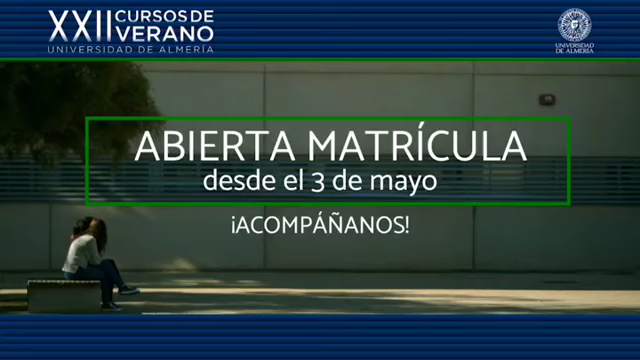 XXII CURSOS DE VERANO
UNIVERSIDAD DE ALMERÍA
UNIVERSIDAD
DE ALMERÍA
ABIERTA MATRÍCULA
desde el 3 de mayo
¡ACOMPÁÑANOS!